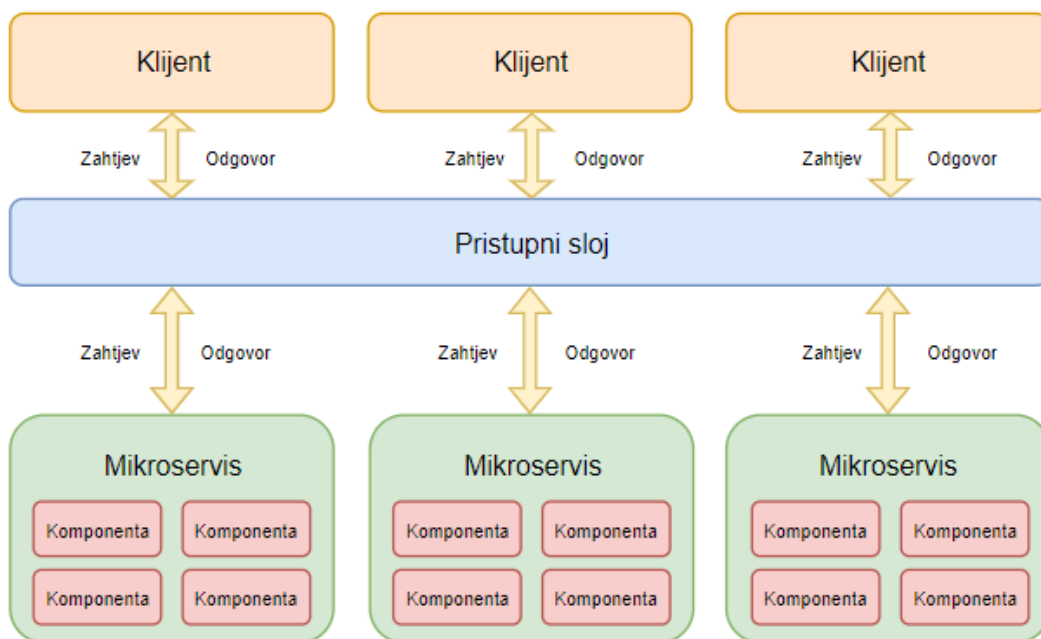 Klijent
Klijent
Klijent
Zahtjev
Odgovor
Zahtjev
Odgovor
Zahtjev
Odgovor
Pristupni sloj
Zahtjev
Odgovor
Zahtjev
Odgovor
Zahtjev
Odgovor
Mikroservis
Komponenta
Komponenta
Komponenta
Komponenta
Mikroservis
Komponenta
Komponenta
Komponenta
Komponenta
Mikroservis
Komponenta
Komponenta
Komponenta
Komponenta